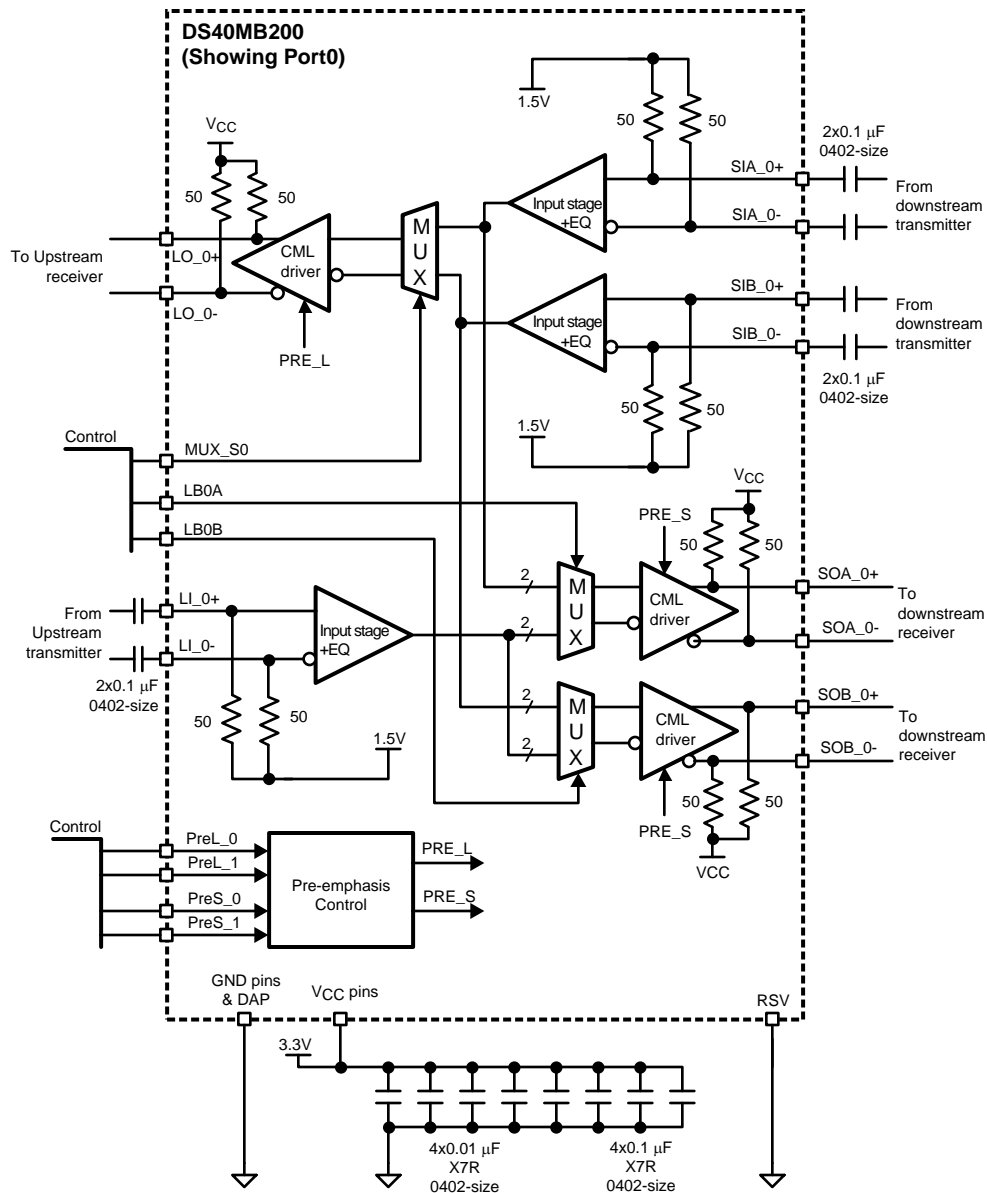 DS40MB200
(Showing Port0)
1.5V
50
50
2x0.1 μF
0402-size
VCC
50
50
SIA_0+
From
downstream
transmitter
Input stage
+EQ
SIA_0-
M
U
X
CML
driver
To Upstream
receiver
LO_0+
LO_0-
PRE_L
SIB_0+
From
downstream
transmitter
Input stage
+EQ
SIB_0-
2x0.1 μF
0402-size
50
50
1.5V
Control
MUX_S0
LB0A
LB0B
VCC
PRE_S
50
50
2
M
U
X
CML
driver
SOA_0+
To
downstream
receiver
SOA_0-
2
From
Upstream
transmitter
LI_0+
LI_0-
Input stage
+EQ
2x0.1 μF
0402-size
50
50
1.5V
2
M
U
X
CML
driver
SOB_0+
To
downstream
receiver
SOB_0-
2
50
50
PRE_S
VCC
Control
PreL_0
PreL_1
PreS_0
PreS_1
Pre-emphasis
Control
PRE_L
PRE_S
GND pins
& DAP
VCC pins
RSV
3.3V
4x0.01 μF
X7R
0402-size
4x0.1 μF
X7R
0402-size